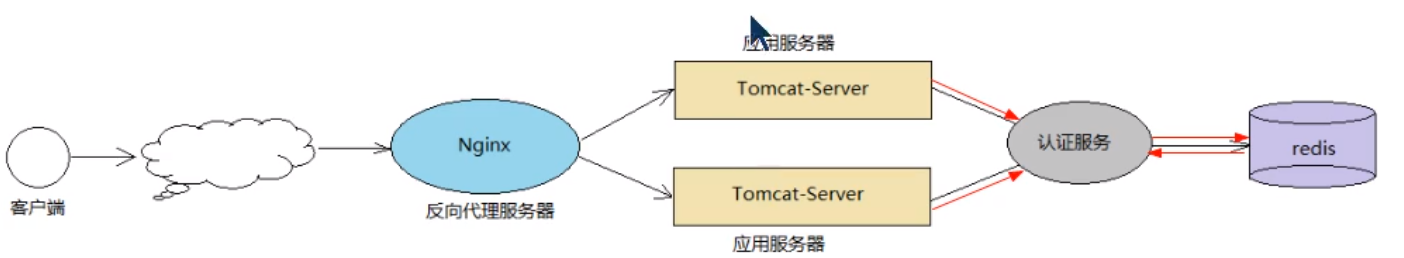 应用服务器
Tomcat-Server
Nginx
认证服务
redis
客户端
反向代理服务器
Tomcat-Server
应用服务器